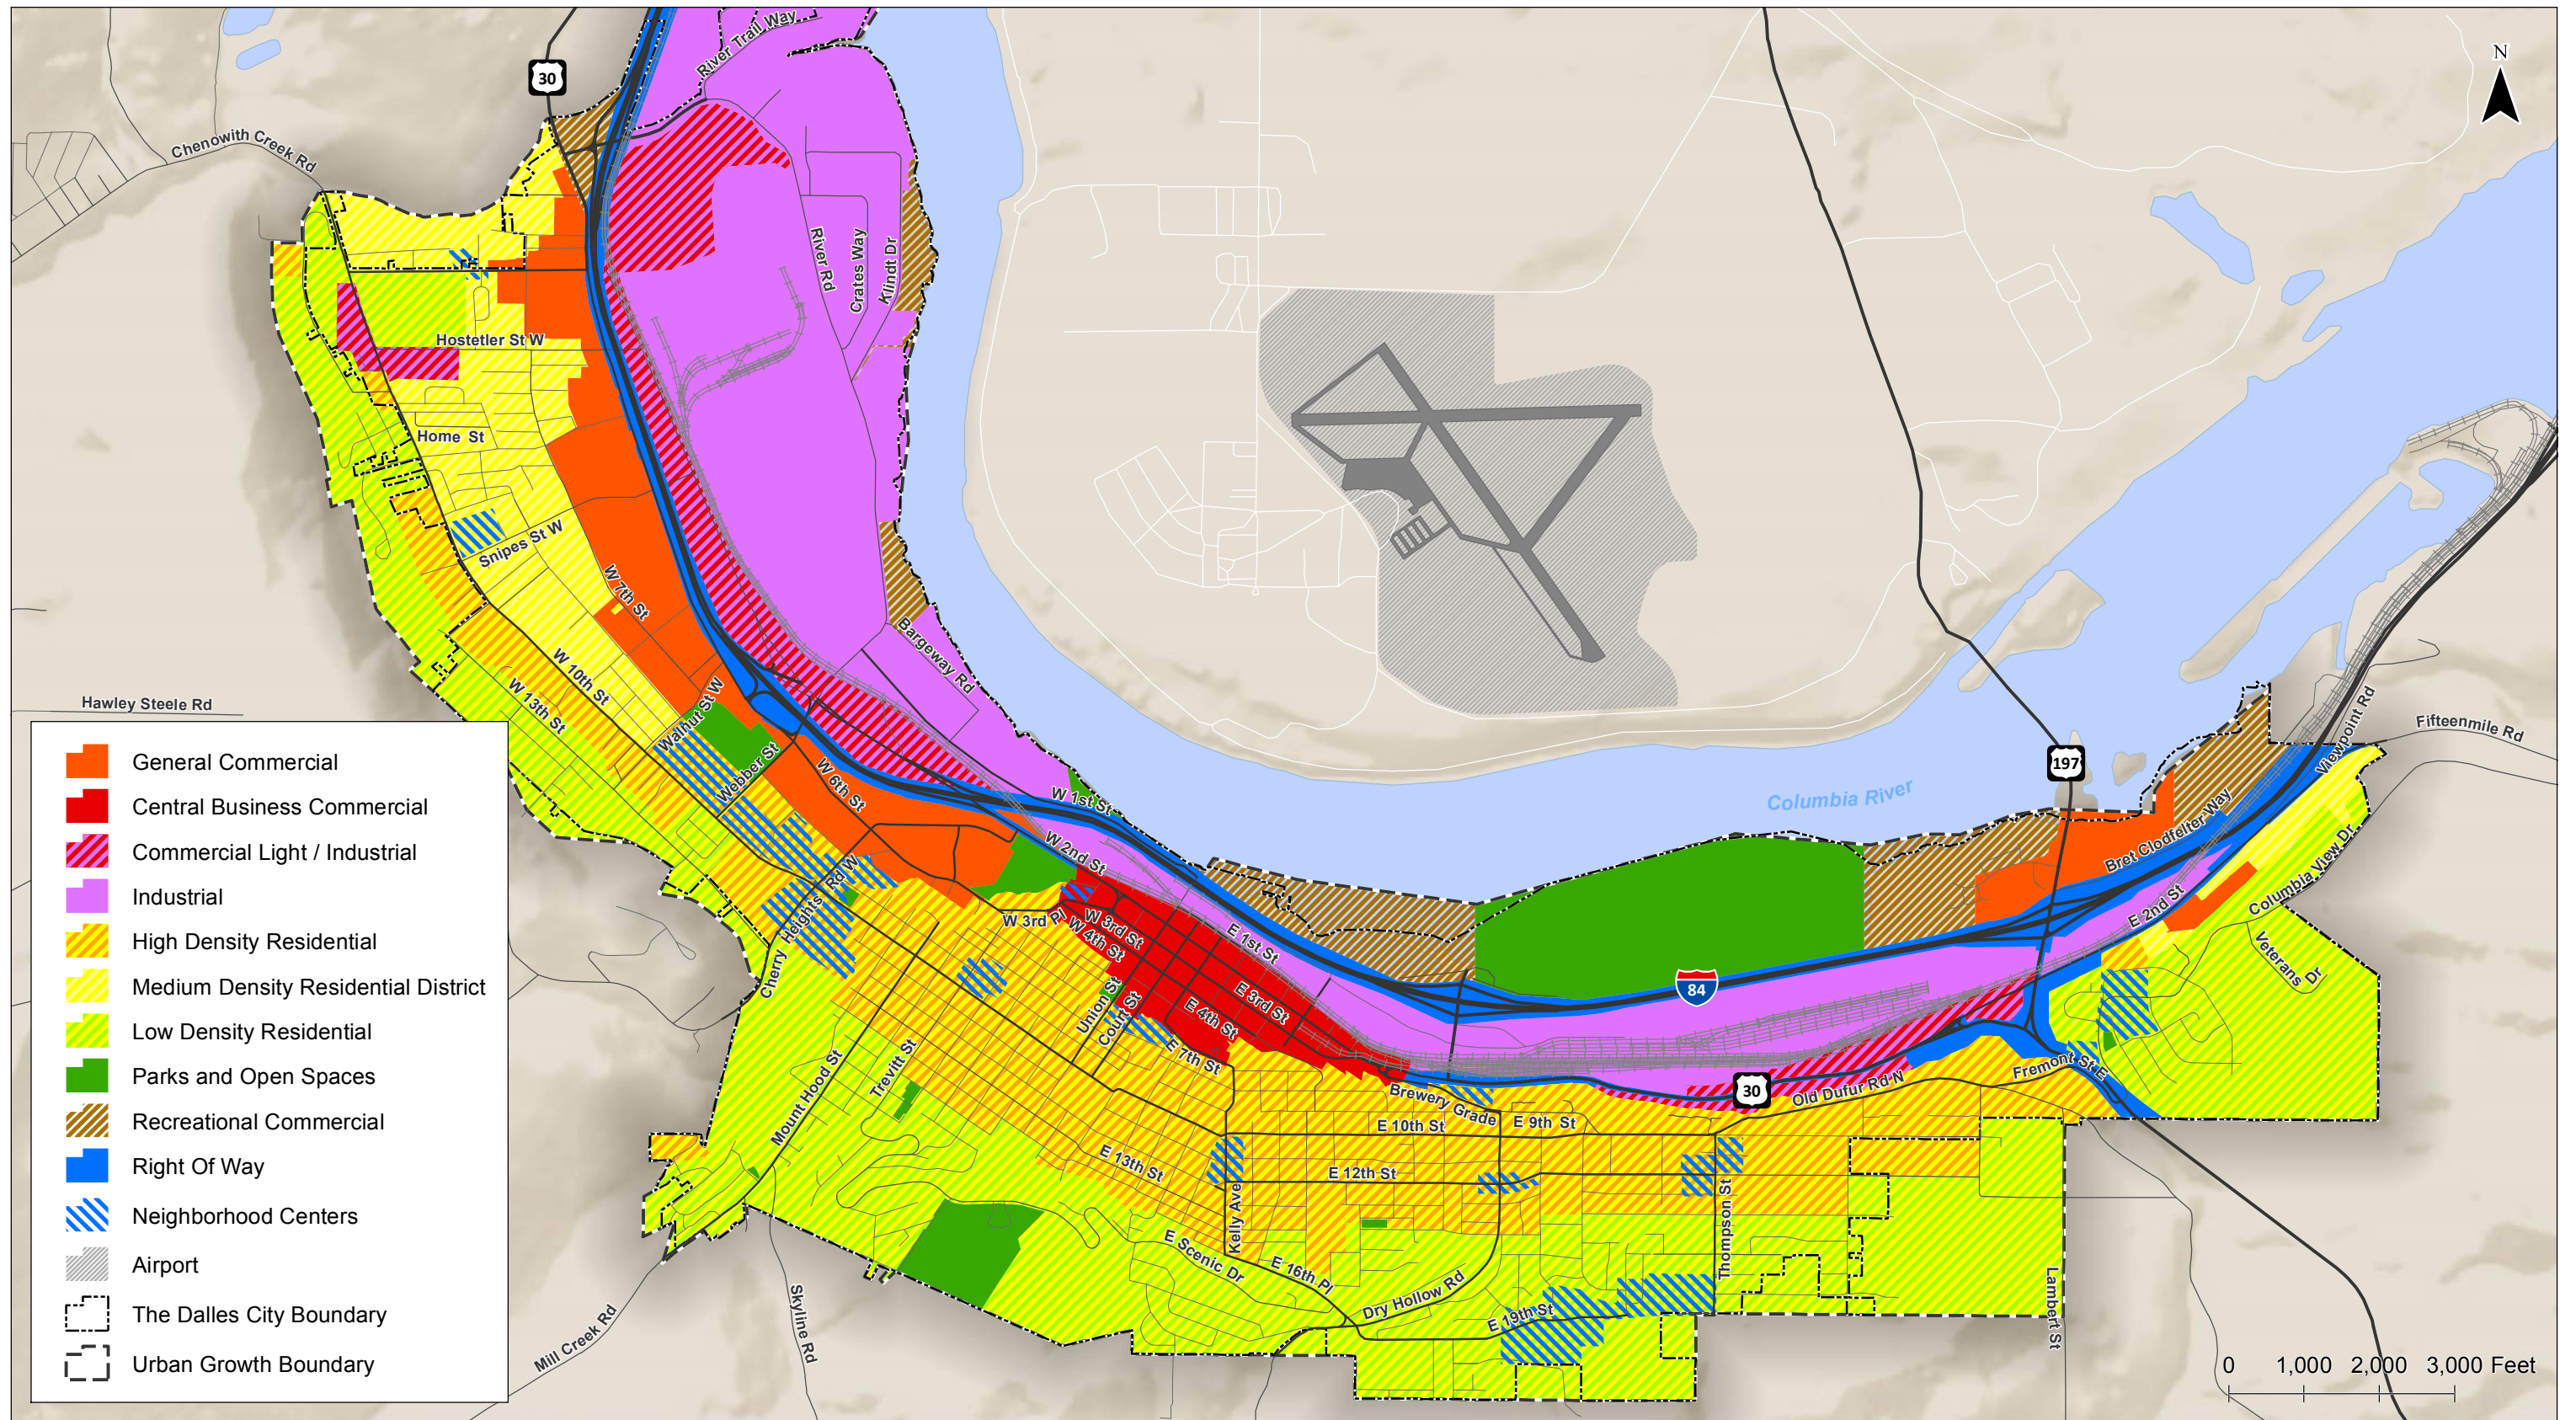 N
River Trail Way
30
Chenowith Creek Rd
River Rd
Crates Way
Klindt Dr
Hostetler St W
Home St
Snipes St W
W 7th St
Bargeway Rd
W 10th St
W 13th St
Walnut St W
Webber St
Hawley Steele Rd
Viewpoint Rd
Fifteenmile Rd
197
Columbia River
W 6th St
W 1st St
W 2nd St
Bret Clodfelter Way
Columbia View Dr
E 2nd St
Veterans Dr
Cherry Heights Rd W
W 3rd Pl
W 3rd St
W 4th St
E 1st St
E 3rd St
E 4th St
84
Union St
Court St
E 7th St
Mount Hood St
Trevitt St
Brewery Grade
30
Old Dufur Rd N
Fremont St E
E 9th St
E 10th St
E 12th St
E 13th St
Kelly Ave
Thompson St
E Scenic Dr
E 16th Pl
Dry Hollow Rd
E 19th St
Lambert St
Skyline Rd
Mill Creek Rd
General Commercial
Central Business Commercial
Commercial Light / Industrial
Industrial
High Density Residential
Medium Density Residential District
Low Density Residential
Parks and Open Spaces
Recreational Commercial
Right Of Way
Neighborhood Centers
Airport
The Dalles City Boundary
Urban Growth Boundary
0 1,000 2,000 3,000 Feet